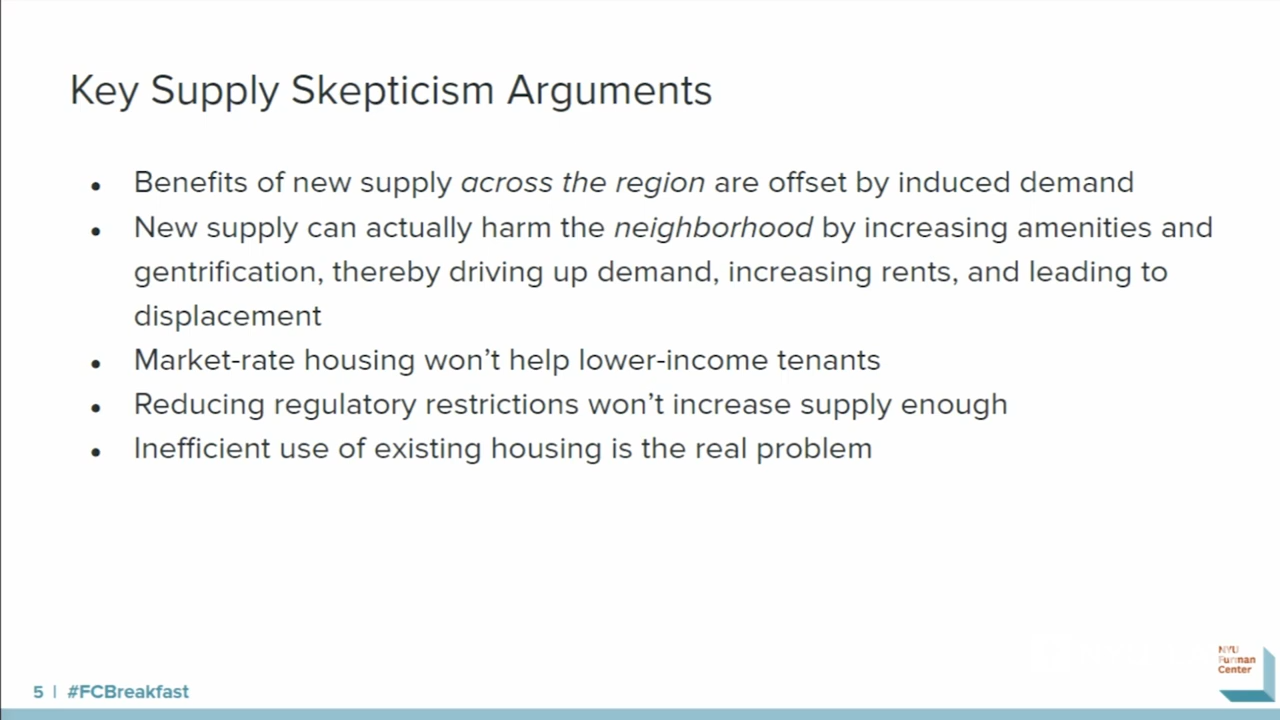 Key Supply Skepticism Arguments
• Benefits of new supply across the region are offset by induced demand
• New supply can actually harm the neighborhood by increasing amenities and
gentrification, thereby driving up demand, increasing rents, and leading to
displacement
• Market-rate housing won't help lower-income tenants
• Reducing regulatory restrictions won't increase supply enough
• Inefficient use of existing housing is the real problem
5 | #FCBreakfast
NYU
Furman
Center